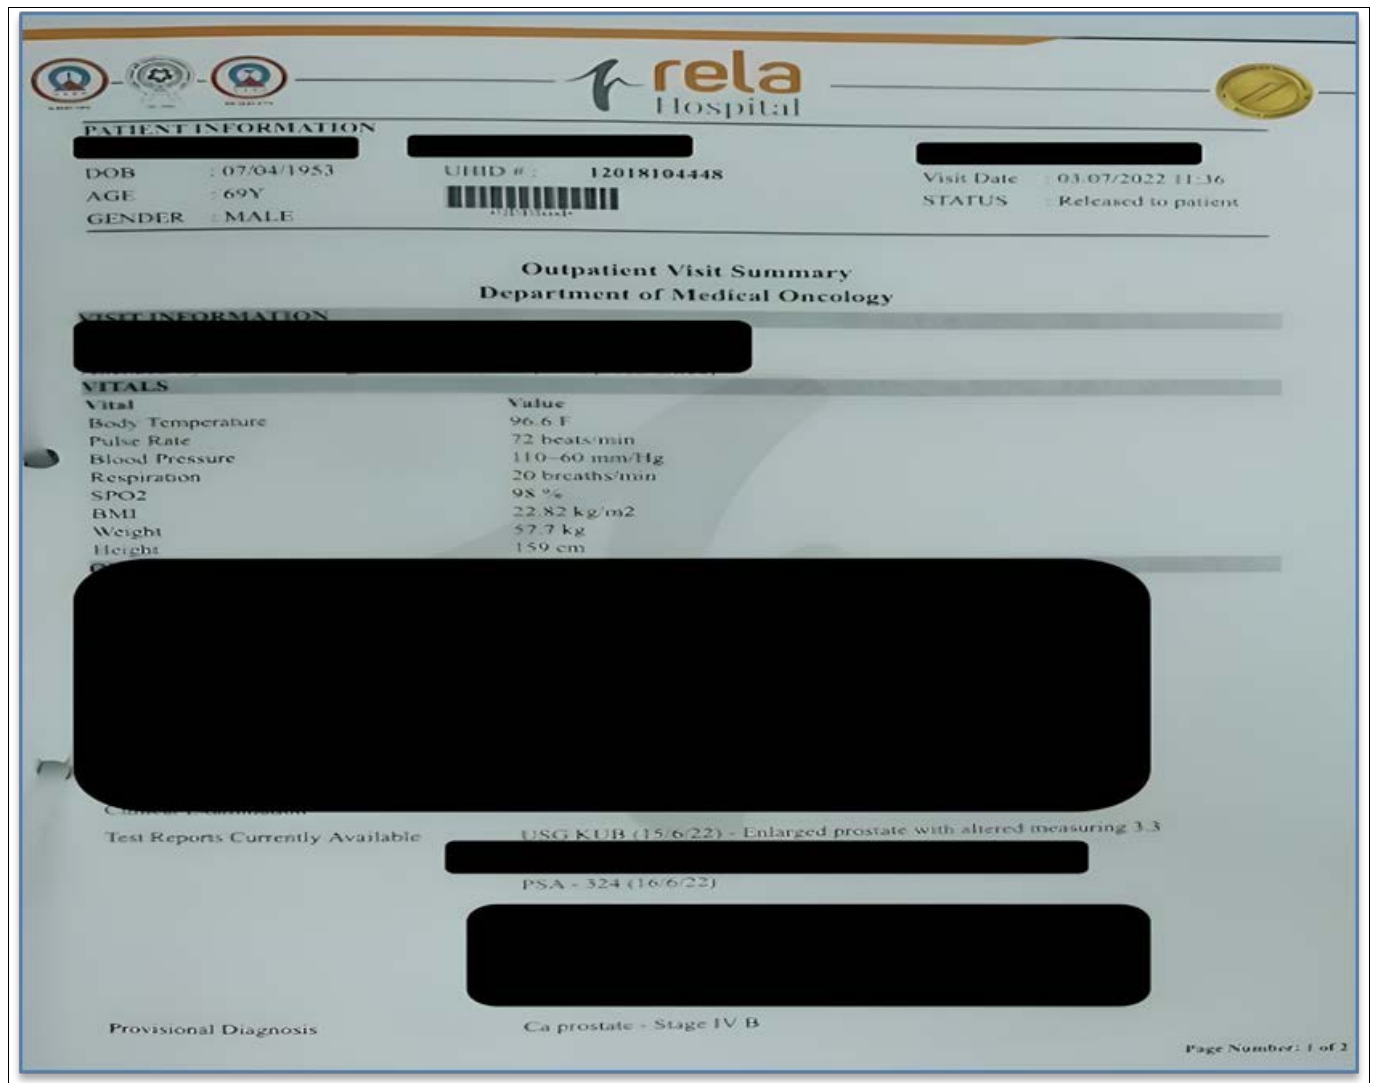 rela
Hospital
PATIENT INFORMATION
DOB : 07/04/1953
UHID # : 12018104448
Visit Date : 03.07/2022 11:36
AGE : 69Y
STATUS : Released to patient
GENDER : MALE
Outpatient Visit Summary
Department of Medical Oncology
VISIT INFORMATION
VITALS
Vital Value
Body Temperature 96.6 F
Pulse Rate 72 beats/min
Blood Pressure 110-60 mm/Hg
Respiration 20 breaths/min
SPO2 98 %
BMI 22.82 kg/m2
Weight 57.7 kg
Height 159 cm
Test Reports Currently Available USG KUB (15/6/22) - Enlarged prostate with altered measuring 3.3
PSA - 324 (16/6/22)
Provisional Diagnosis Ca prostate - Stage IV B
Page Number: 1 of 2